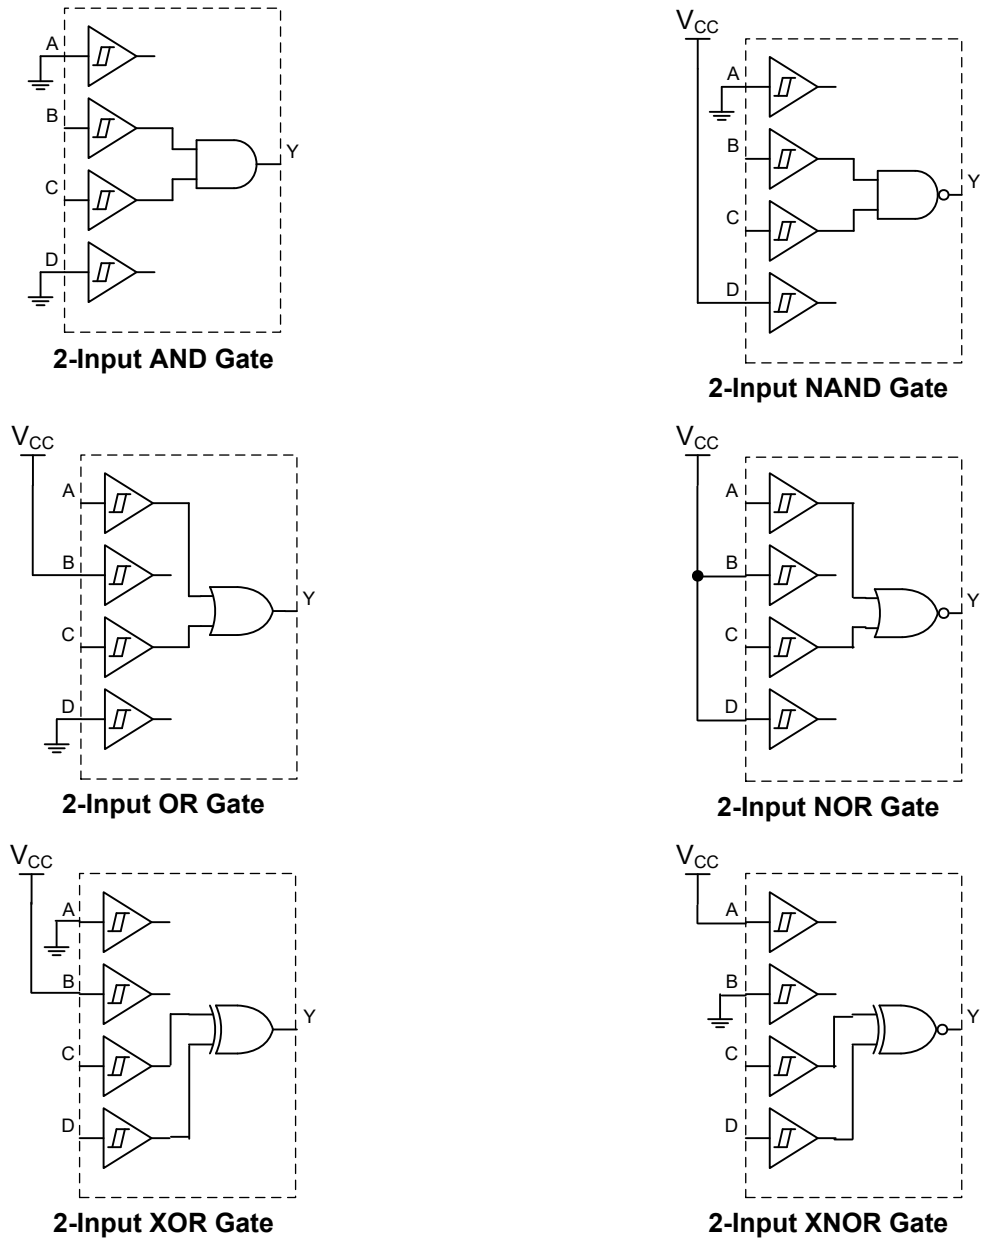 A
B
C
D
Y
2-Input AND Gate
VCC
A
B
C
D
Y
2-Input NAND Gate
VCC
A
B
C
D
Y
2-Input OR Gate
VCC
A
B
C
D
Y
2-Input NOR Gate
VCC
A
B
C
D
Y
2-Input XOR Gate
VCC
A
B
C
D
Y
2-Input XNOR Gate